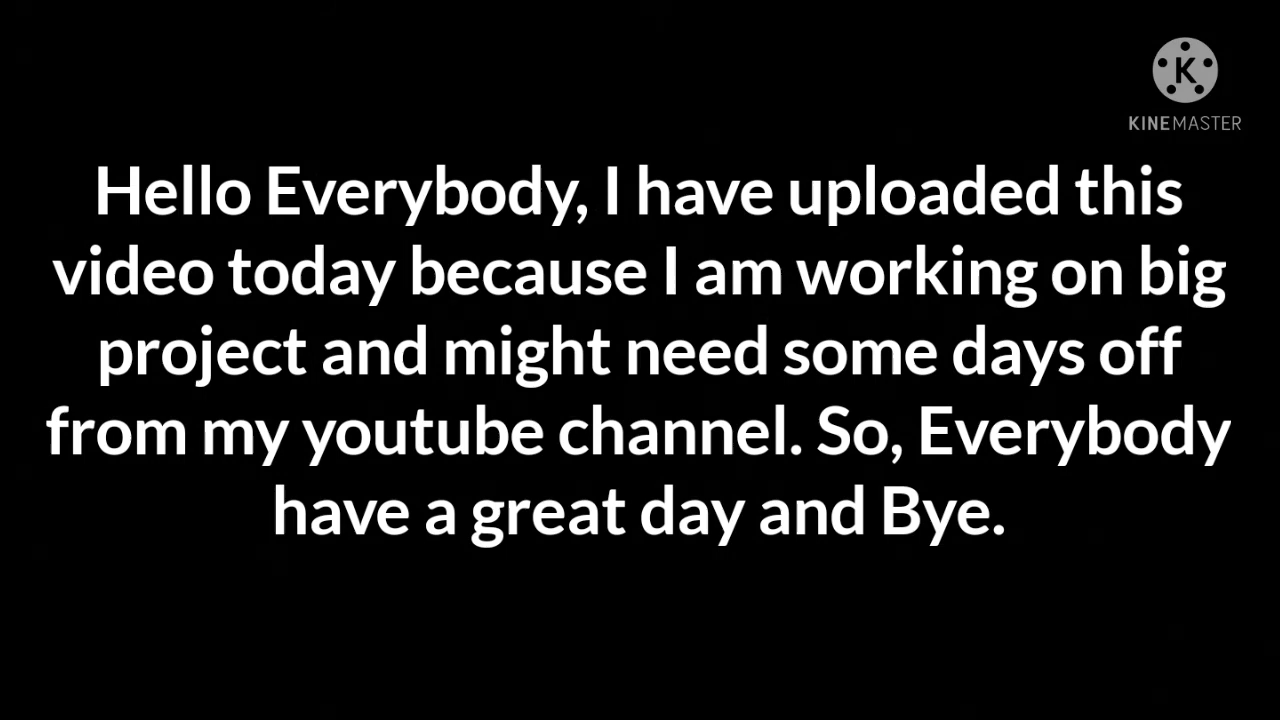 K
KINEMASTER
Hello Everybody, I have uploaded this
video today because I am working on big
project and might need some days off
from my youtube channel. So, Everybody
have a great day and Bye.